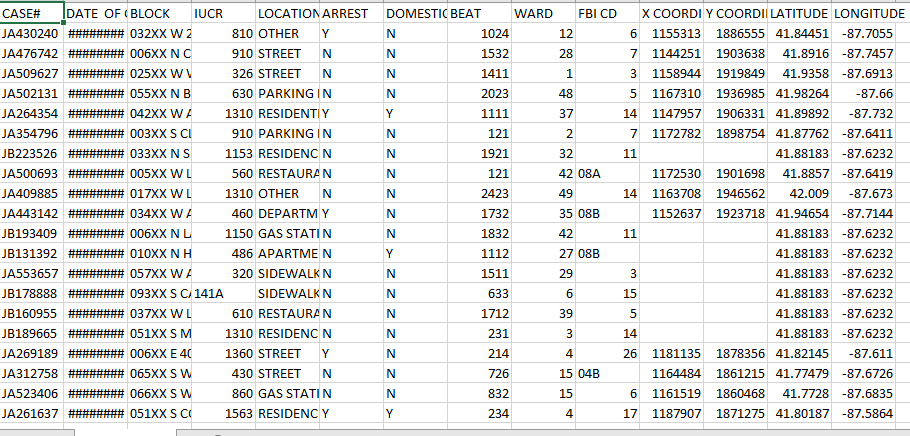 CASE# DATE OF BLOCK IUCR LOCATION ARREST DOMESTIC BEAT WARD FBI CD X COORDI Y COORDI LATITUDE LONGITUDE
JA430240 ######## 032XX W 2 810 OTHER Y N 1024 12 6 1155313 1886555 41.84451 -87.7055
JA476742 ######## 006XX N C 910 STREET N N 1532 28 7 1144251 1903638 41.8916 -87.7457
JA509627 ######## 025XX W 326 STREET N N 1411 1 3 1158944 1919849 41.9358 -87.6913
JA502131 ######## 055XX N B 630 PARKING N N 2023 48 5 1167310 1936985 41.98264 -87.66
JA264354 ######## 042XX W A 1310 RESIDENT Y Y 1111 37 14 1147957 1906331 41.89892 -87.732
JA354796 ######## 003XX S CL 910 PARKING N N 121 2 7 1172782 1898754 41.87762 -87.6411
JB223526 ######## 033XX N S 1153 RESIDENC N N 1921 32 11 41.88183 -87.6232
JA500693 ######## 005XX W L 560 RESTAURA N N 121 42 08A 1172530 1901698 41.8857 -87.6419
JA409885 ######## 017XX W L 1310 OTHER N N 2423 49 14 1163708 1946562 42.009 -87.673
JA443142 ######## 034XX W A 460 DEPARTM Y N 1732 35 08B 1152637 1923718 41.94654 -87.7144
JB193409 ######## 006XX N L 1150 GAS STATI N N 1832 42 11 41.88183 -87.6232
JB131392 ######## 010XX N H 486 APARTME N Y 1112 27 08B 41.88183 -87.6232
JA553657 ######## 057XX W A 320 SIDEWALK N N 1511 29 3 41.88183 -87.6232
JB178888 ######## 093XX S C 141A SIDEWALK N N 633 6 15 41.88183 -87.6232
JB160955 ######## 037XX W L 610 RESTAURA N N 1712 39 5 41.88183 -87.6232
JB189665 ######## 051XX S M 1310 RESIDENC N N 231 3 14 41.88183 -87.6232
JA269189 ######## 006XX E 40 1360 STREET Y N 214 4 26 1181135 1878356 41.82145 -87.611
JA312758 ######## 065XX S W 430 STREET N N 726 15 04B 1164484 1861215 41.77479 -87.6726
JA523406 ######## 066XX S W 860 GAS STATI N N 832 15 6 1161519 1860468 41.7728 -87.6835
JA261637 ######## 051XX S C 1563 RESIDENC Y Y 234 4 17 1187907 1871275 41.80187 -87.5864